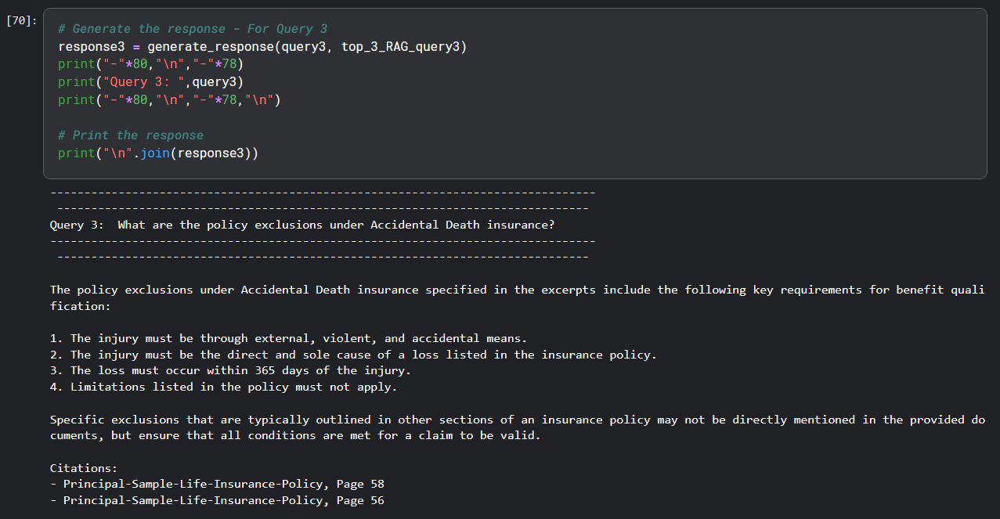 [70]:
# Generate the response - For Query 3
response3 = generate_response(query3, top_3_RAG_query3)
print("-"*80,"\n","-"*78)
print("Query 3: ",query3)
print("-"*80,"\n","-"*78,"\n")
# Print the response
print("\n".join(response3))
--------------------------------------------------------------------------------
 ------------------------------------------------------------------------------
Query 3:  What are the policy exclusions under Accidental Death insurance?
--------------------------------------------------------------------------------
 ------------------------------------------------------------------------------
The policy exclusions under Accidental Death insurance specified in the excerpts include the following key requirements for benefit quali
fication:
1. The injury must be through external, violent, and accidental means.
2. The injury must be the direct and sole cause of a loss listed in the insurance policy.
3. The loss must occur within 365 days of the injury.
4. Limitations listed in the policy must not apply.
Specific exclusions that are typically outlined in other sections of an insurance policy may not be directly mentioned in the provided do
cuments, but ensure that all conditions are met for a claim to be valid.
Citations:
- Principal-Sample-Life-Insurance-Policy, Page 58
- Principal-Sample-Life-Insurance-Policy, Page 56